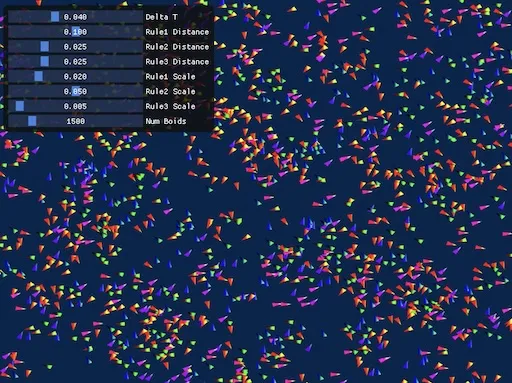 0.040 Delta T
0.100 Rule1 Distance
0.025 Rule2 Distance
0.025 Rule3 Distance
0.020 Rule1 Scale
0.050 Rule2 Scale
0.005 Rule3 Scale
1500 Num Boids